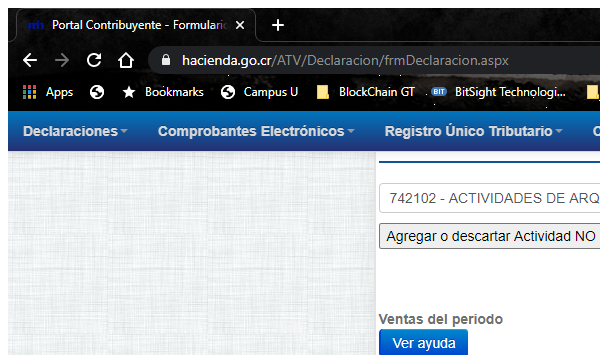 Portal Contribuyente - Formulario
hacienda.go.cr/ATV/Declaracion/frmDeclaracion.aspx
Apps Bookmarks Campus U BlockChain GT BIT BitSight Technologi...
Declaraciones Comprobantes Electrónicos Registro Único Tributario
742102 - ACTIVIDADES DE ARQ
Agregar o descartar Actividad NO
Ventas del periodo
Ver ayuda